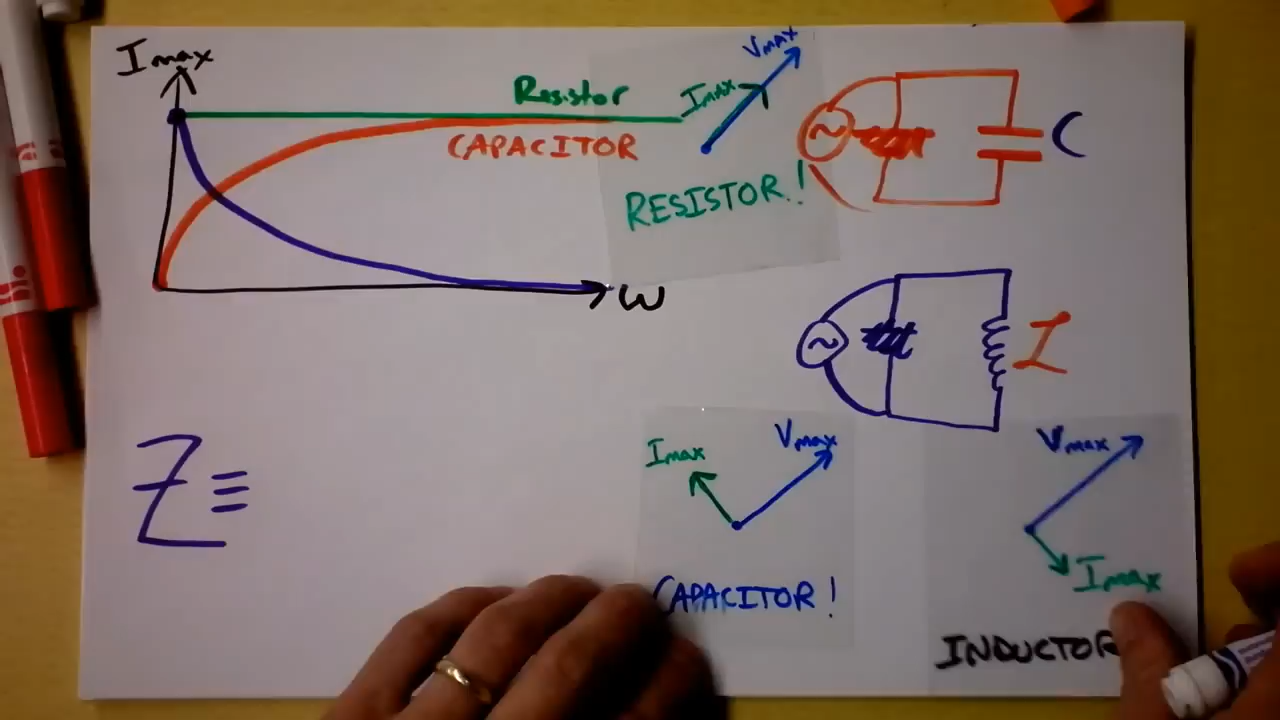 Imax
Resistor
CAPACITOR
ω
Imax
Vmax
RESISTOR!
C
I
Z≡
Imax
Vmax
CAPACITOR!
Vmax
Imax
INDUCTOR